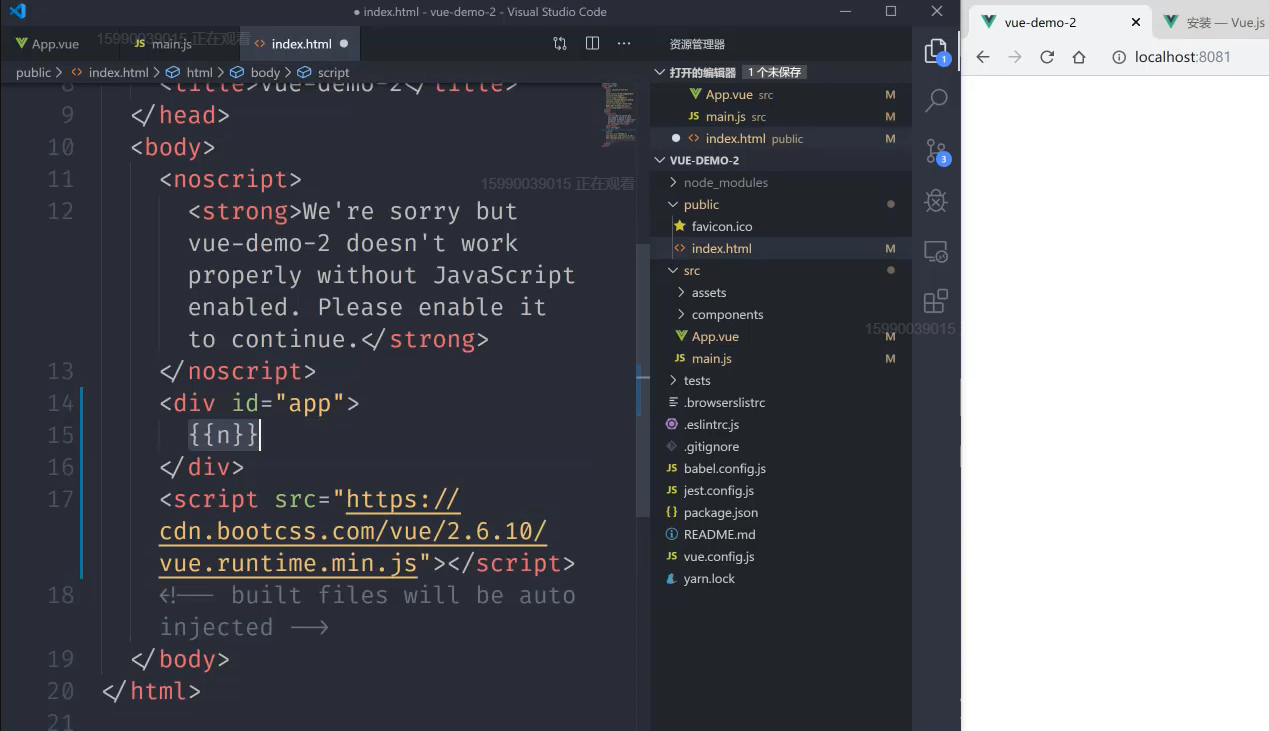 index.html - vue-demo-2 - Visual Studio Code
vue-demo-2
安装 — Vue.js
localhost:8081
App.vue
main.js
index.html
15990039015 正在观看
public > index.html > html > body > script
8 <title>vue-demo-2</title>
9 </head>
10 <body>
11 <noscript>
12 <strong>We're sorry but
vue-demo-2 doesn't work
properly without JavaScript
enabled. Please enable it
to continue.</strong>
13 </noscript>
14 <div id="app">
15 {{n}}
16 </div>
17 <script src="https://
cdn.bootcss.com/vue/2.6.10/
vue.runtime.min.js"></script>
18 <!-- built files will be auto
injected -->
19 </body>
20 </html>
21
15990039015 正在观看
资源管理器
打开的编辑器 1 个未保存
App.vue src M
main.js src M
index.html public M
VUE-DEMO-2
node_modules
public
favicon.ico
index.html M
src
assets
components
App.vue M
main.js M
tests
.browserslistrc
.eslintrc.js
.gitignore
babel.config.js
jest.config.js
package.json
README.md
vue.config.js
yarn.lock
1
3
15990039015